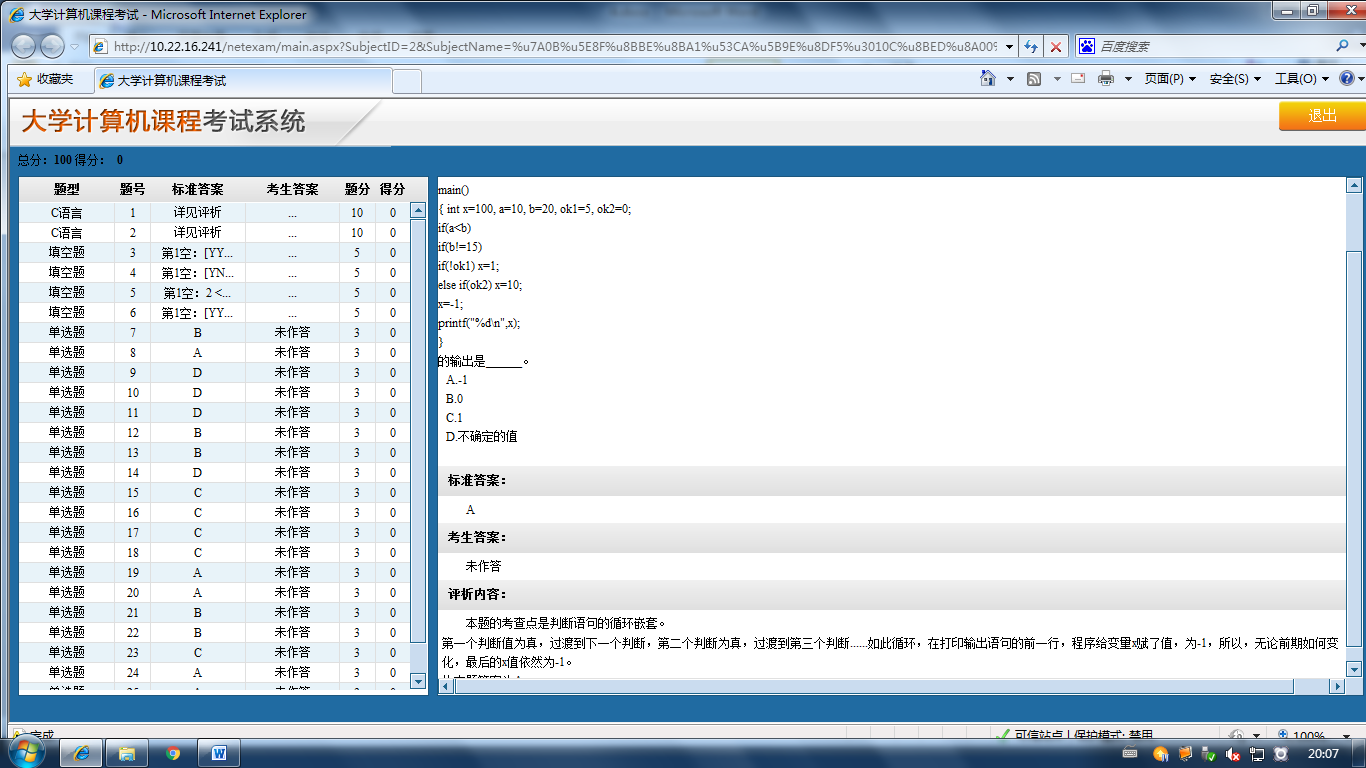 大学计算机课程考试 - Microsoft Internet Explorer
http://10.22.16.241/netexam/main.aspx?SubjectID=2&SubjectName=%u7A0B%u5E8F%u8BBE%u8BA1%u53CA%u5B9E%u8DF5%u3010C%u8BED%u8A00%
百度搜索
收藏夹
大学计算机课程考试
页面(P)
安全(S)
工具(O)
大学计算机课程考试系统
退出
总分：100 得分： 0
题型 题号 标准答案 考生答案 题分 得分
C语言 1 详见评析 ... 10 0
C语言 2 详见评析 ... 10 0
填空题 3 第1空：[YY... ... 5 0
填空题 4 第1空：[YN... ... 5 0
填空题 5 第1空：2 <... ... 5 0
填空题 6 第1空：[YY... ... 5 0
单选题 7 B 未作答 3 0
单选题 8 A 未作答 3 0
单选题 9 D 未作答 3 0
单选题 10 D 未作答 3 0
单选题 11 D 未作答 3 0
单选题 12 B 未作答 3 0
单选题 13 B 未作答 3 0
单选题 14 D 未作答 3 0
单选题 15 C 未作答 3 0
单选题 16 C 未作答 3 0
单选题 17 C 未作答 3 0
单选题 18 C 未作答 3 0
单选题 19 A 未作答 3 0
单选题 20 A 未作答 3 0
单选题 21 B 未作答 3 0
单选题 22 B 未作答 3 0
单选题 23 C 未作答 3 0
单选题 24 A 未作答 3 0
main()
{ int x=100, a=10, b=20, ok1=5, ok2=0;
if(a<b)
if(b!=15)
if(!ok1) x=1;
else if(ok2) x=10;
x=-1;
printf("%d\n",x);
}
的输出是______。
A.-1
B.0
C.1
D.不确定的值
标准答案：
A
考生答案：
未作答
评析内容：
本题的考查点是判断语句的循环嵌套。
第一个判断值为真，过渡到下一个判断，第二个判断为真，过渡到第三个判断......如此循环，在打印输出语句的前一行，程序给变量x赋了值，为-1，所以，无论前期如何变
化，最后的x值依然为-1。
完成
可信站点 | 保护模式: 禁用
100%
20:07